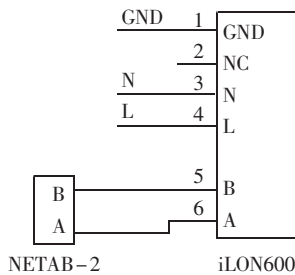 GND 1 GND
2 NC
N 3 N
L 4 L
B 5 B
A 6 A
NETAB-2 iLON600